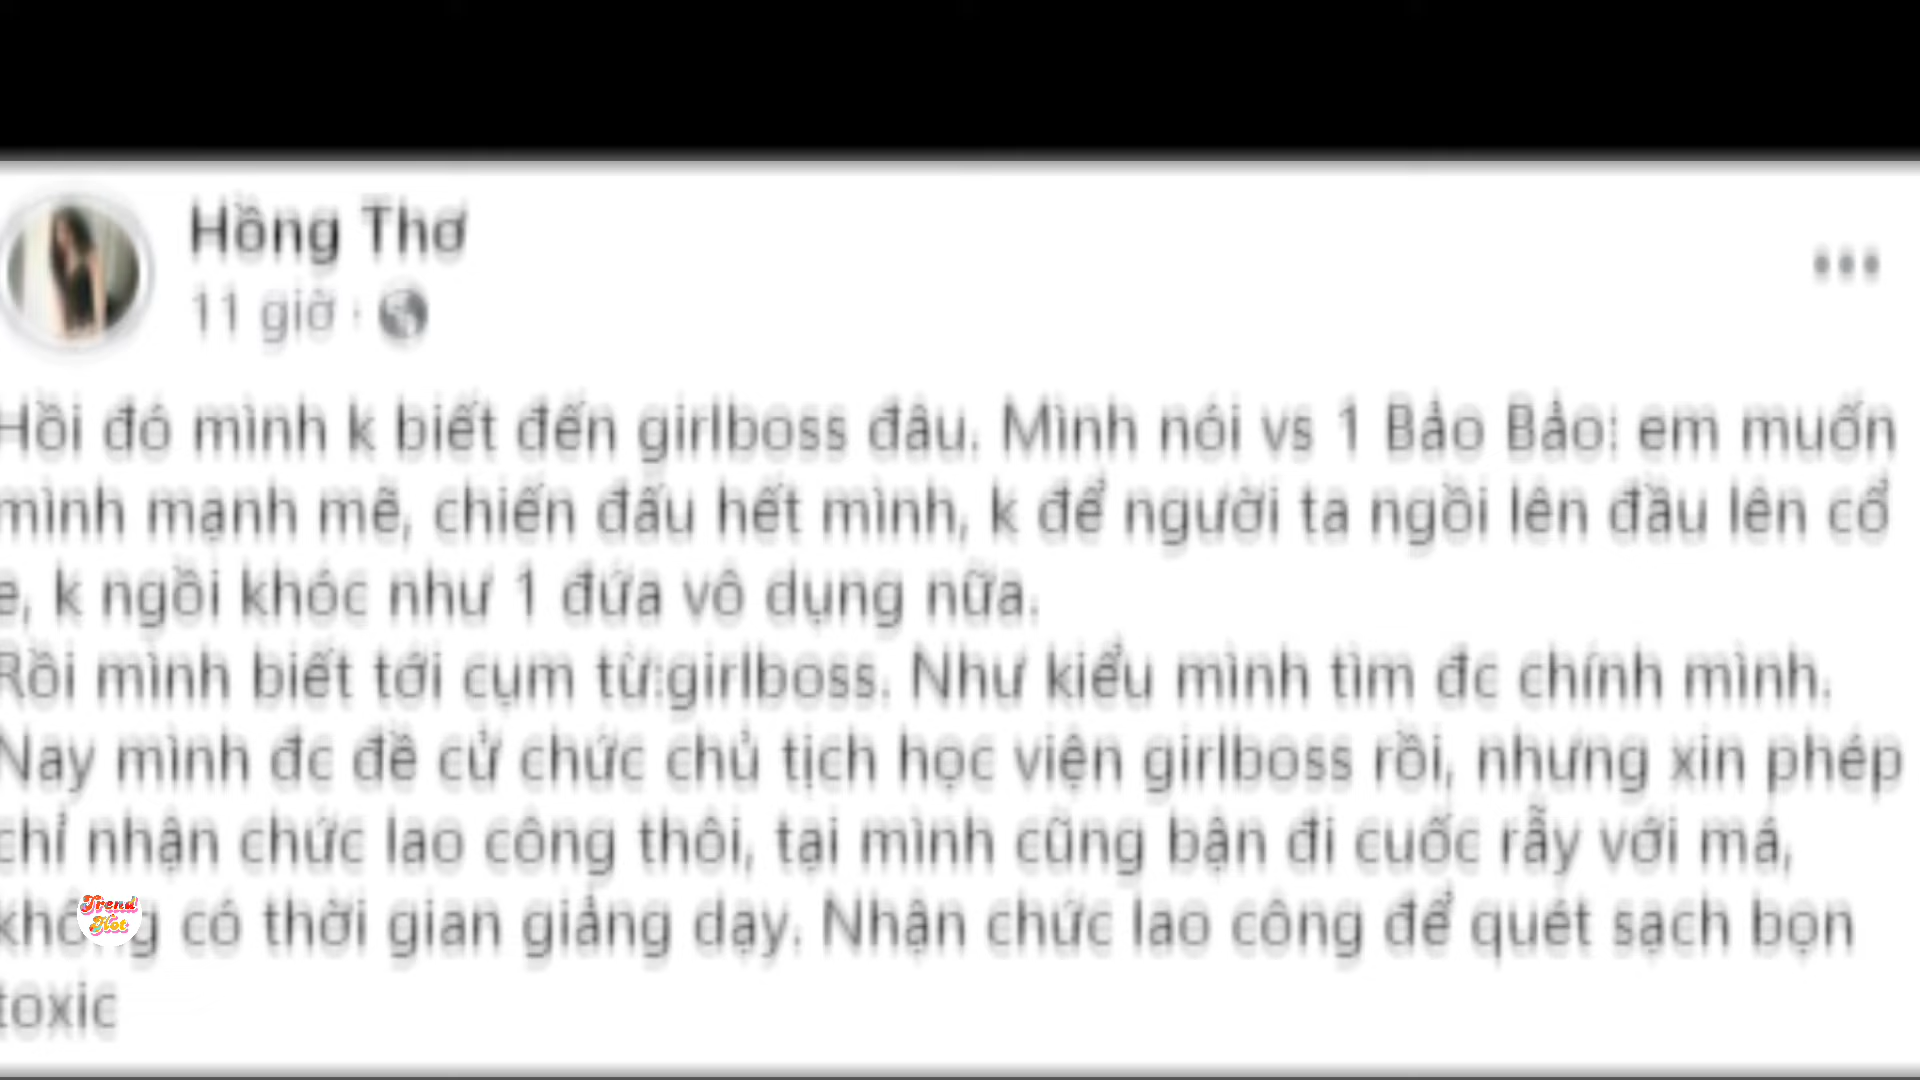 Hồng Thơ
11 giờ ·
Hồi đó mình k biết đến girlboss đâu. Mình nói vs 1 Bảo Bảo: em muốn
mình mạnh mẽ, chiến đấu hết mình, k để người ta ngồi lên đầu lên cổ
e, k ngồi khóc như 1 đứa vô dụng nữa.
Rồi mình biết tới cụm từ:girlboss. Như kiểu mình tìm đc chính mình.
Nay mình đc đề cử chức chủ tịch học viện girlboss rồi, nhưng xin phép
chỉ nhận chức lao công thôi, tại mình cũng bận đi cuốc rẫy với má,
không có thời gian giảng dạy. Nhận chức lao công để quét sạch bọn
toxic
Trend
Hot